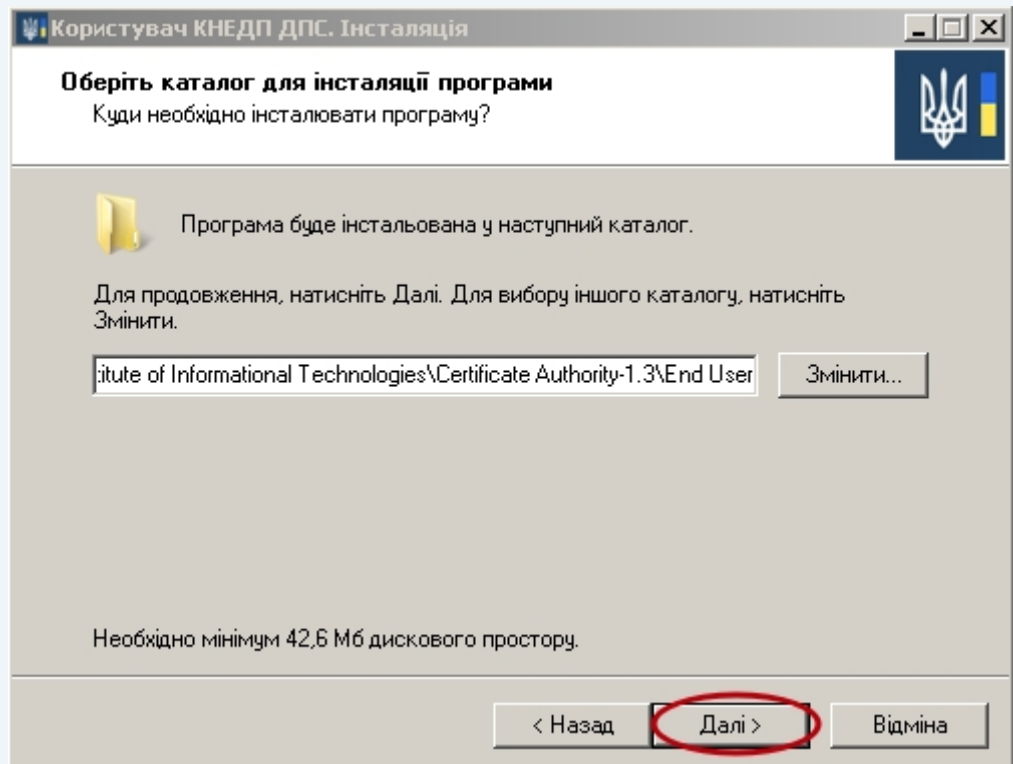 Користувач КНЕДП ДПС. Інсталяція
Оберіть каталог для інсталяції програми
Куди необхідно інсталювати програму?
Програма буде інстальована у наступний каталог.
Для продовження, натисніть Далі. Для вибору іншого каталогу, натисніть
Змінити.
itute of Informational Technologies\Certificate Authority-1.3\End User
Змінити...
Необхідно мінімум 42,6 Мб дискового простору.
< Назад
Далі >
Відміна